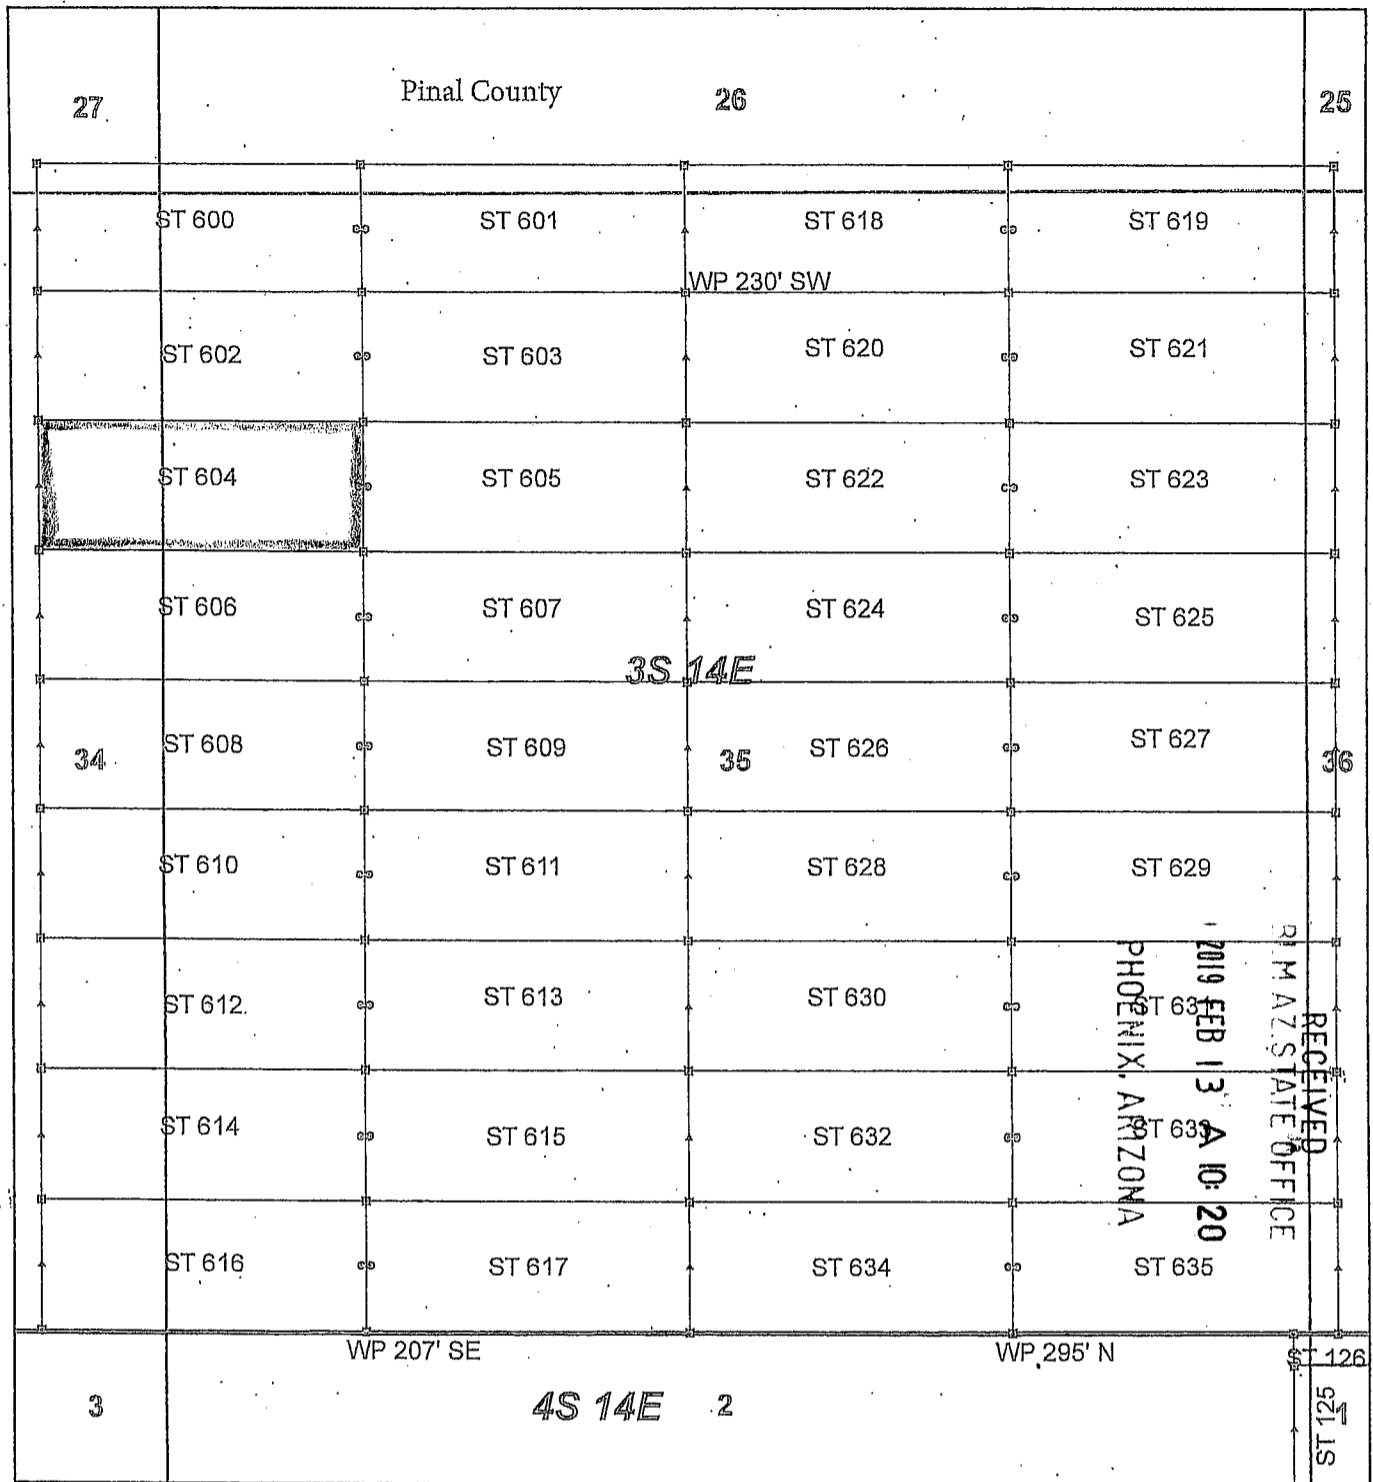 27
Pinal County
26
25
ST 600
ST 601
ST 618
ST 619
WP 230' SW
ST 602
ST 603
ST 620
ST 621
ST 604
ST 605
ST 622
ST 623
ST 606
ST 607
ST 624
ST 625
3S 14E
34
ST 608
ST 609
35
ST 626
ST 627
36
ST 610
ST 611
ST 628
ST 629
ST 612
ST 613
ST 630
ST 614
ST 615
ST 632
RECEIVED
AZ. STATE OFFICE
2019 FEB 13 A 10:20
PHOENIX, ARIZONA
ST 616
ST 617
ST 634
ST 635
WP 207' SE
WP 295' N
ST 126
3
4S 14E
2
ST 125
1